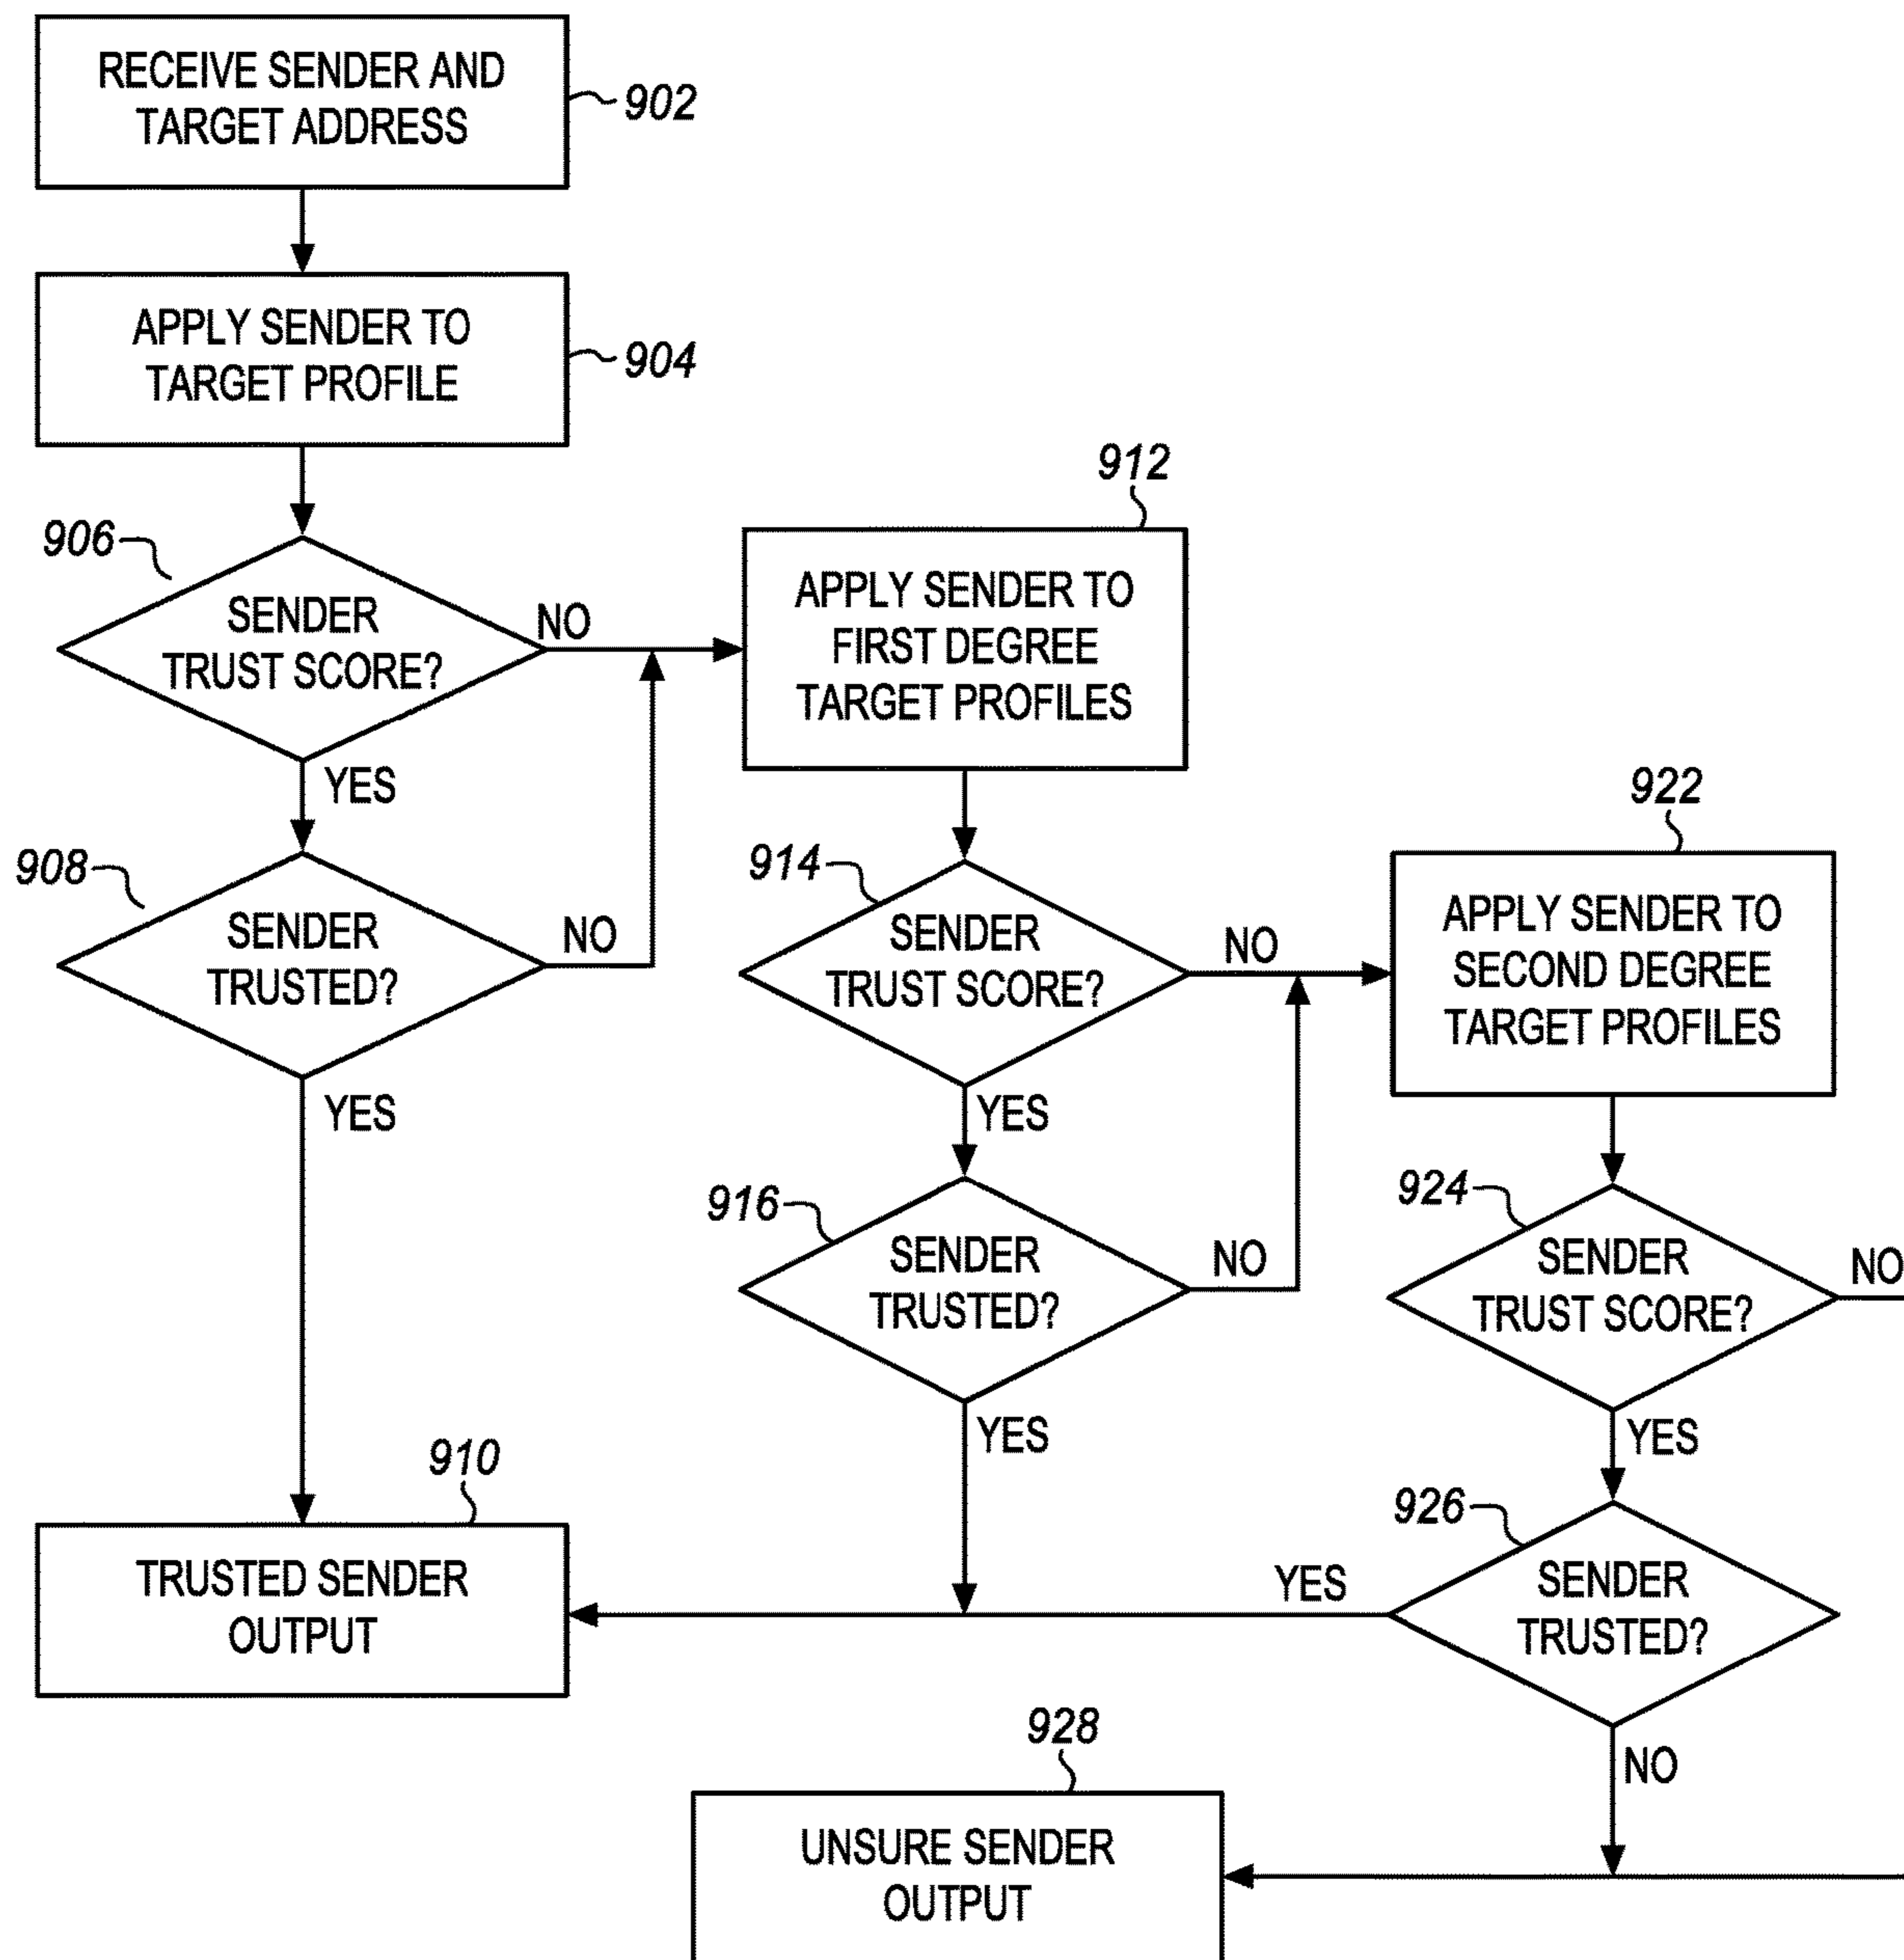 RECEIVE SENDER AND
TARGET ADDRESS
902
APPLY SENDER TO
TARGET PROFILE
904
906
SENDER
TRUST SCORE?
NO
YES
908
SENDER
TRUSTED?
NO
YES
910
TRUSTED SENDER
OUTPUT
912
APPLY SENDER TO
FIRST DEGREE
TARGET PROFILES
914
SENDER
TRUST SCORE?
NO
YES
916
SENDER
TRUSTED?
NO
YES
922
APPLY SENDER TO
SECOND DEGREE
TARGET PROFILES
924
SENDER
TRUST SCORE?
NO
YES
926
SENDER
TRUSTED?
YES
NO
928
UNSURE SENDER
OUTPUT